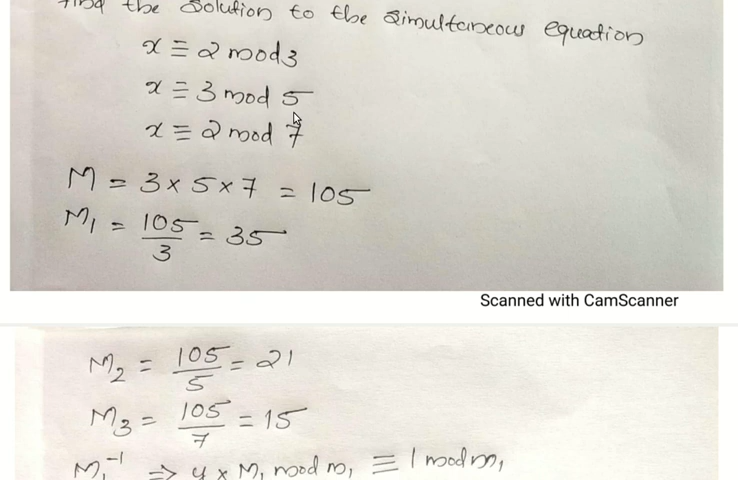 Find the Solution to the Simultaneous equation
x ≡ 2 mod 3
x ≡ 3 mod 5
x ≡ 2 mod 7
M = 3 × 5 × 7 = 105
M₁ = 105/3 = 35
Scanned with CamScanner
M₂ = 105/5 = 21
M₃ = 105/7 = 15
M₁⁻¹ ⇒ y × M₁ mod m₁ ≡ 1 mod m₁